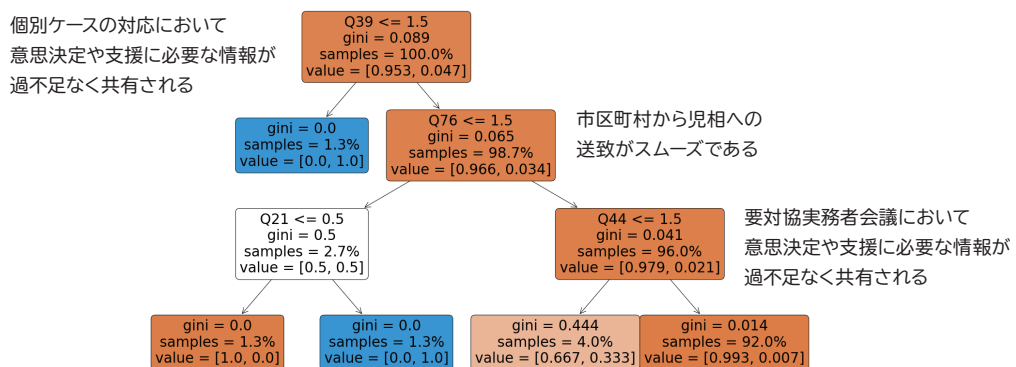 個別ケースの対応において
意思決定や支援に必要な情報が
過不足なく共有される
Q39 <= 1.5
gini = 0.089
samples = 100.0%
value = [0.953, 0.047]
gini = 0.0
samples = 1.3%
value = [0.0, 1.0]
Q76 <= 1.5
gini = 0.065
samples = 98.7%
value = [0.966, 0.034]
市区町村から児相への
送致がスムーズである
Q21 <= 0.5
gini = 0.5
samples = 2.7%
value = [0.5, 0.5]
Q44 <= 1.5
gini = 0.041
samples = 96.0%
value = [0.979, 0.021]
要対協実務者会議において
意思決定や支援に必要な情報が
過不足なく共有される
gini = 0.0
samples = 1.3%
value = [1.0, 0.0]
gini = 0.0
samples = 1.3%
value = [0.0, 1.0]
gini = 0.444
samples = 4.0%
value = [0.667, 0.333]
gini = 0.014
samples = 92.0%
value = [0.993, 0.007]